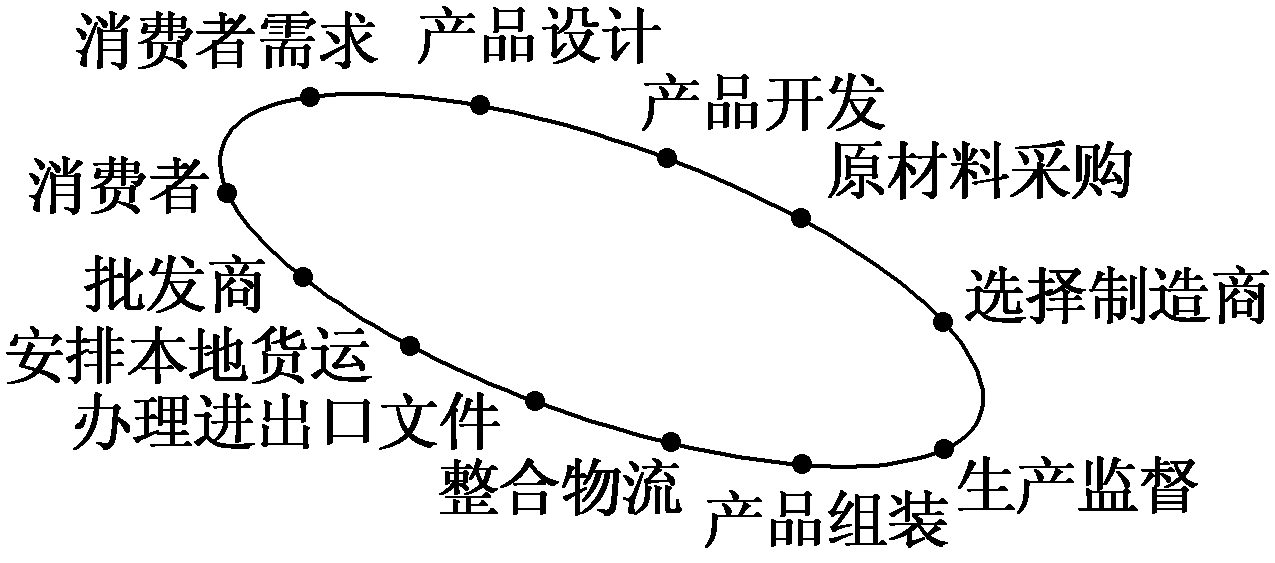 消费者需求
产品设计
产品开发
原材料采购
选择制造商
生产监督
产品组装
整合物流
办理进出口文件
安排本地货运
批发商
消费者